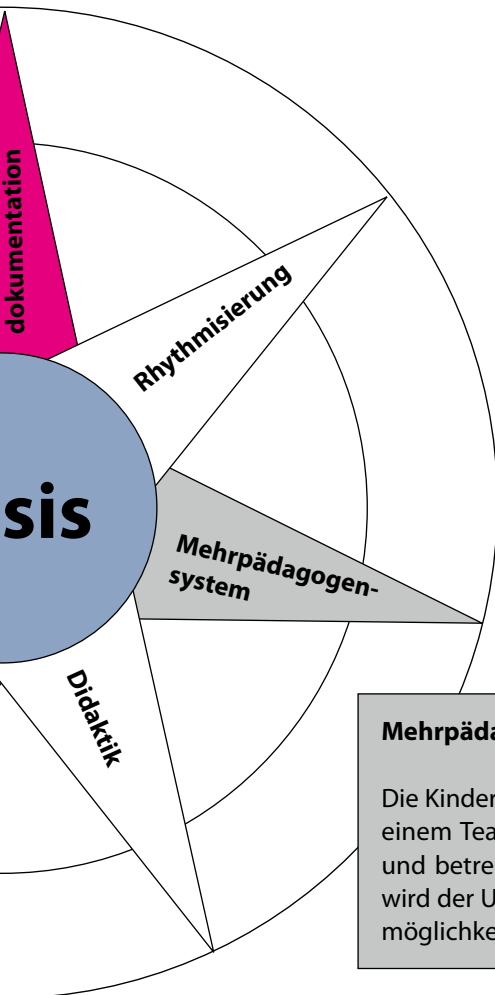 dokumentation
Rhythmisierung
sis
Mehrpädagogen-
system
Didaktik
Mehrpäda
Die Kinder
einem Tea
und betre
wird der U
möglichke